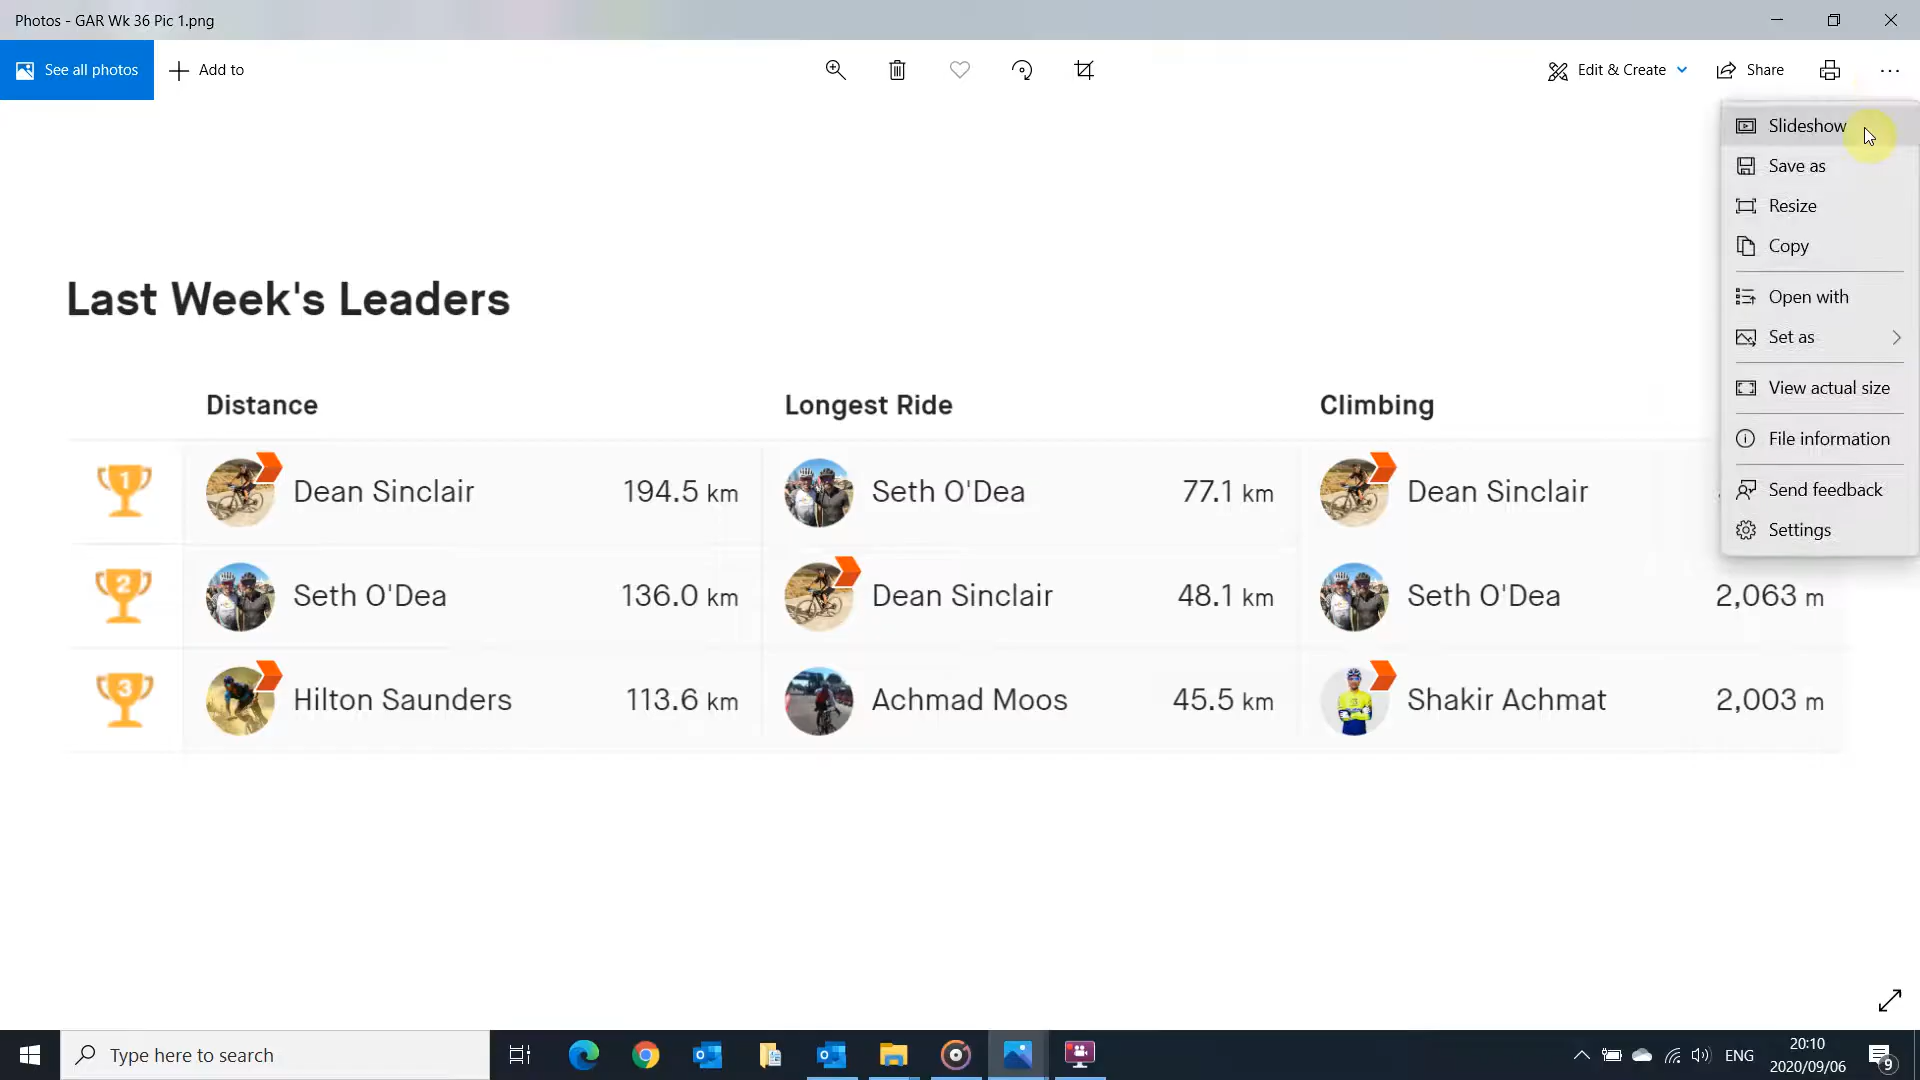 Photos - GAR Wk 36 Pic 1.png
See all photos
Add to
Edit & Create
Share
Slideshow
Save as
Resize
Copy
Open with
Set as
View actual size
File information
Send feedback
Settings
Last Week's Leaders
Distance Longest Ride Climbing
1 Dean Sinclair 194.5 km Seth O'Dea 77.1 km Dean Sinclair
2 Seth O'Dea 136.0 km Dean Sinclair 48.1 km Seth O'Dea 2,063 m
3 Hilton Saunders 113.6 km Achmad Moos 45.5 km Shakir Achmat 2,003 m
Type here to search
ENG
20:10
2020/09/06
9